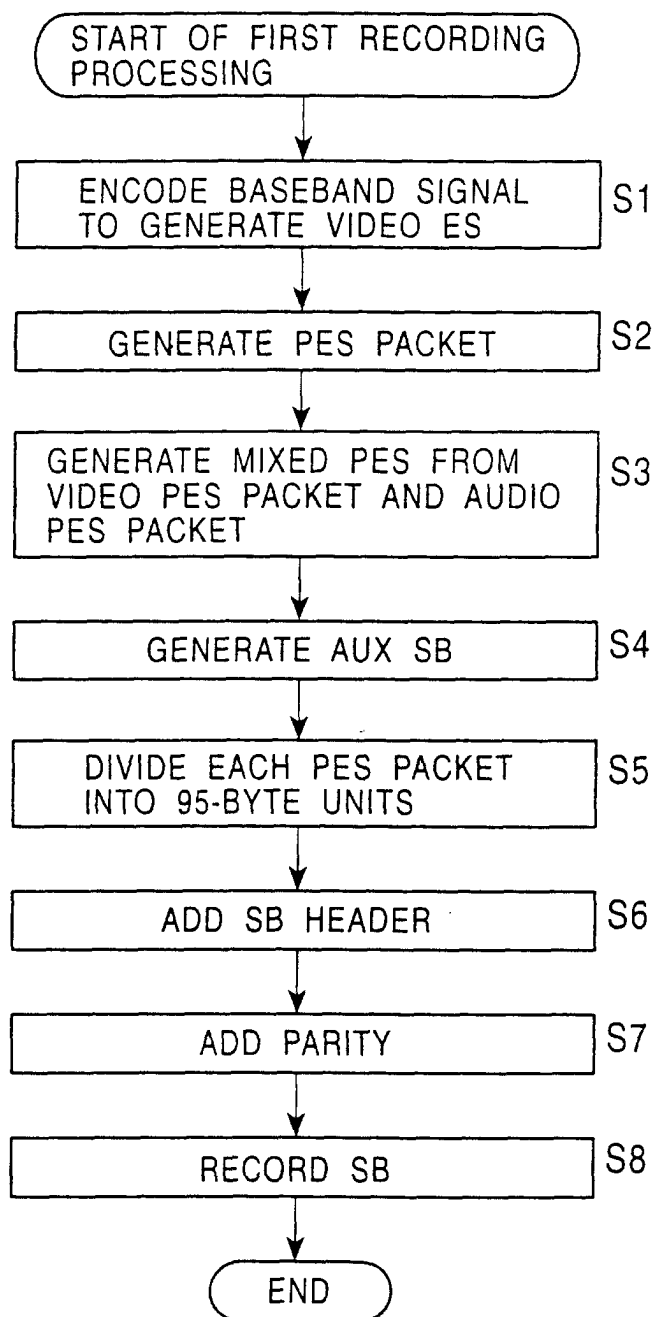 START OF FIRST RECORDING
PROCESSING
ENCODE BASEBAND SIGNAL
TO GENERATE VIDEO ES
S1
GENERATE PES PACKET
S2
GENERATE MIXED PES FROM
VIDEO PES PACKET AND AUDIO
PES PACKET
S3
GENERATE AUX SB
S4
DIVIDE EACH PES PACKET
INTO 95-BYTE UNITS
S5
ADD SB HEADER
S6
ADD PARITY
S7
RECORD SB
S8
END